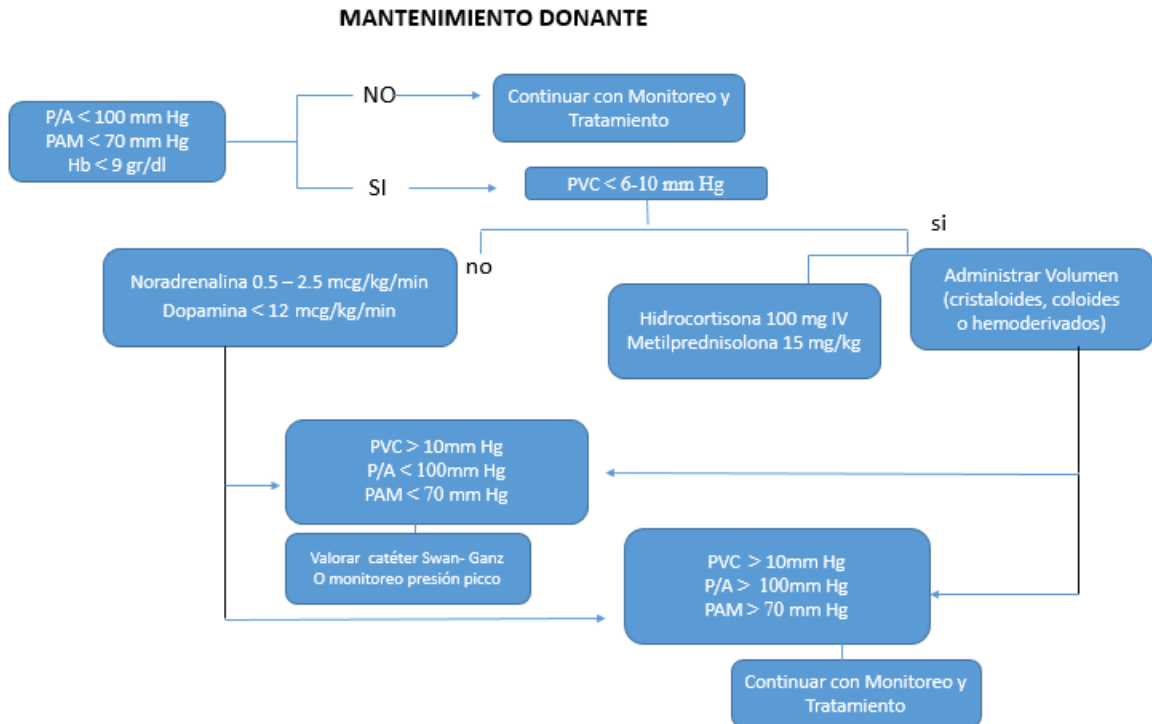 MANTENIMIENTO DONANTE
P/A < 100 mm Hg
PAM < 70 mm Hg
Hb < 9 gr/dl
NO
Continuar con Monitoreo y
Tratamiento
SI
PVC < 6-10 mm Hg
no
si
Noradrenalina 0.5 – 2.5 mcg/kg/min
Dopamina < 12 mcg/kg/min
Hidrocortisona 100 mg IV
Metilprednisolona 15 mg/kg
Administrar Volumen
(cristaloides, coloides
o hemoderivados)
PVC > 10mm Hg
P/A < 100mm Hg
PAM < 70 mm Hg
Valorar catéter Swan- Ganz
O monitoreo presión picco
PVC > 10mm Hg
P/A > 100mm Hg
PAM > 70 mm Hg
Continuar con Monitoreo y
Tratamiento